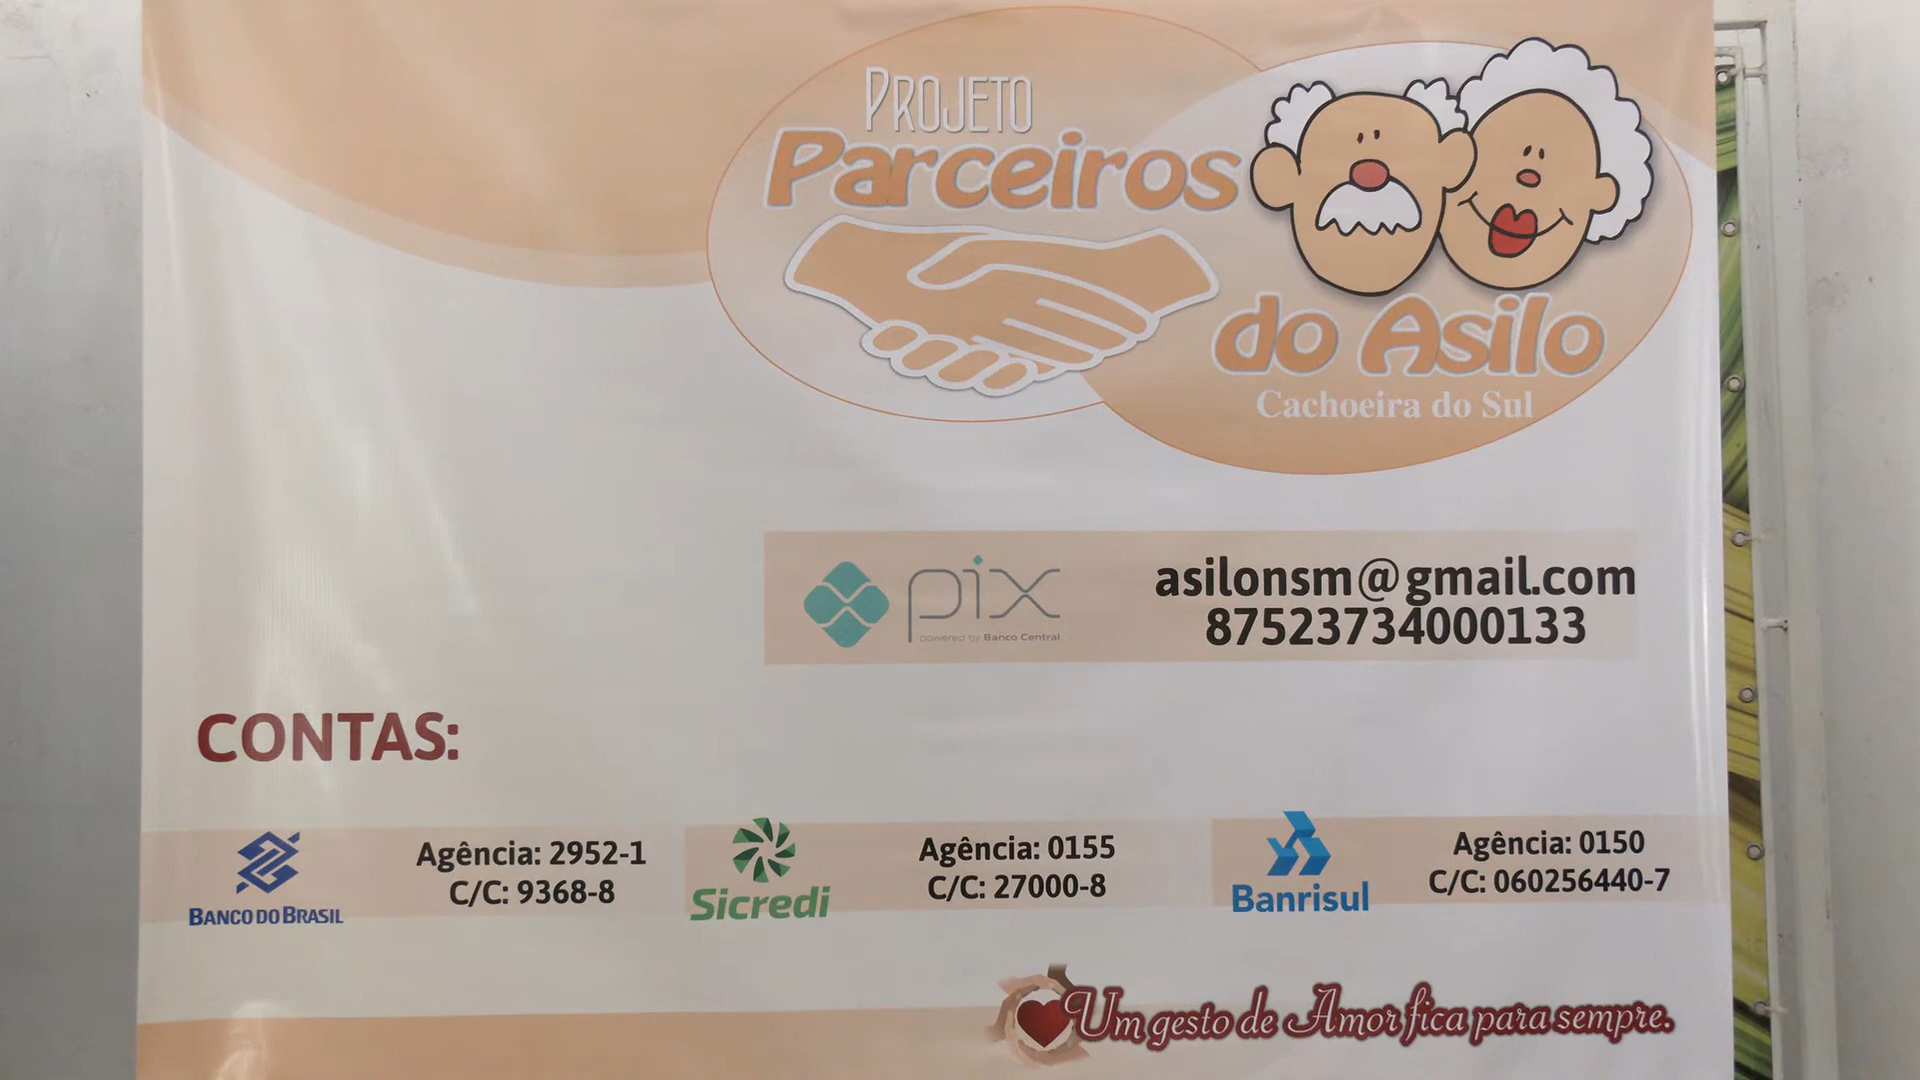 PROJETO
Parceiros
do Asilo
Cachoeira do Sul
pix
powered by Banco Central
asilonsm@gmail.com
87523734000133
CONTAS:
BANCO DO BRASIL
Agência: 2952-1
C/C: 9368-8
Sicredi
Agência: 0155
C/C: 27000-8
Banrisul
Agência: 0150
C/C: 060256440-7
Um gesto de Amor fica para sempre.